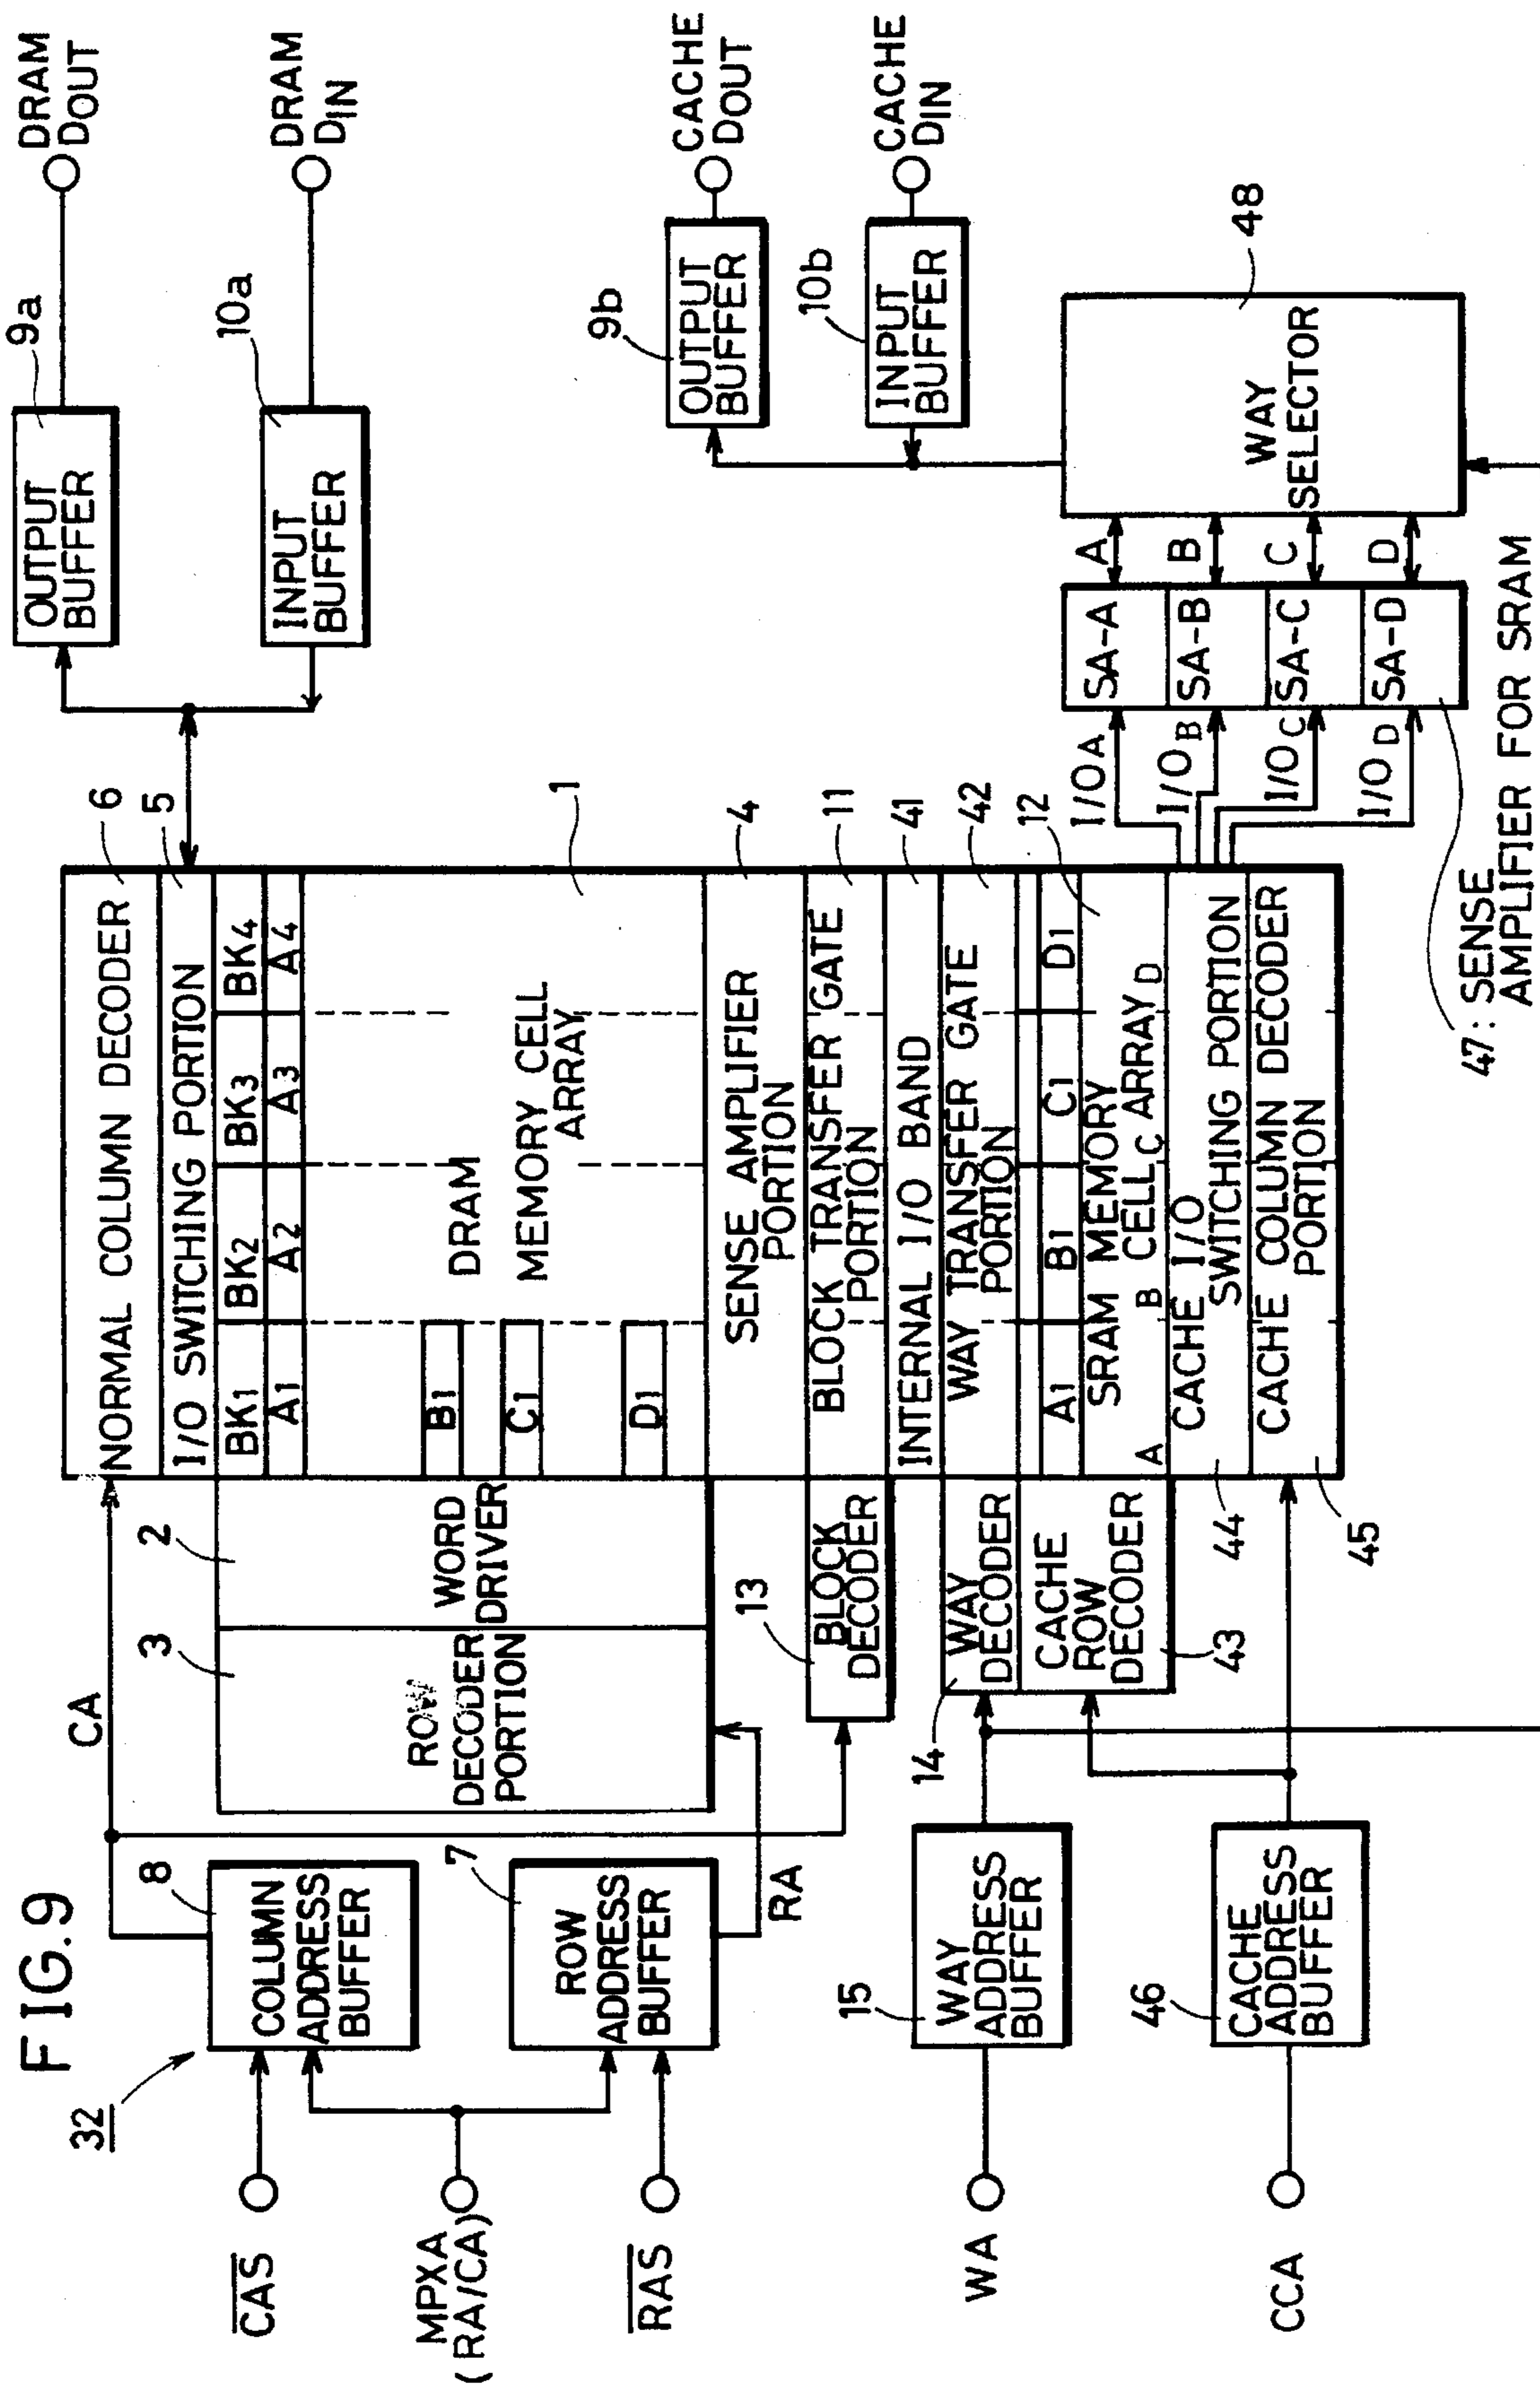 FIG.9
32
CAS
MPXA
(RA/CA)
RAS
WA
CCA
8
COLUMN
ADDRESS
BUFFER
7
ROW
ADDRESS
BUFFER
15
WAY
ADDRESS
BUFFER
46
CACHE
ADDRESS
BUFFER
CA
RA
3
ROW
DECODER
PORTION
2
WORD
DRIVER
13
BLOCK
DECODER
14
WAY
DECODER
CACHE
ROW
DECODER
43
44
45
NORMAL COLUMN DECODER
6
I/O SWITCHING PORTION
5
BK1
BK2
BK3
BK4
A1
A2
A3
A4
B1
C1
D1
DRAM
MEMORY CELL
ARRAY
1
SENSE AMPLIFIER
PORTION
4
BLOCK TRANSFER GATE
PORTION
11
INTERNAL I/O BAND
41
WAY TRANSFER GATE
PORTION
42
A1
B1
C1
D1
12
SRAM MEMORY
CELL ARRAY
A
B
C
D
CACHE I/O
SWITCHING PORTION
CACHE COLUMN DECODER
PORTION
OUTPUT
BUFFER
9a
DRAM
DOUT
INPUT
BUFFER
10a
DRAM
DIN
OUTPUT
BUFFER
9b
CACHE
DOUT
INPUT
BUFFER
10b
CACHE
DIN
I/OA
I/OB
I/OC
I/OD
SA-A
SA-B
SA-C
SA-D
A
B
C
D
WAY
SELECTOR
48
47: SENSE
AMPLIFIER FOR SRAM